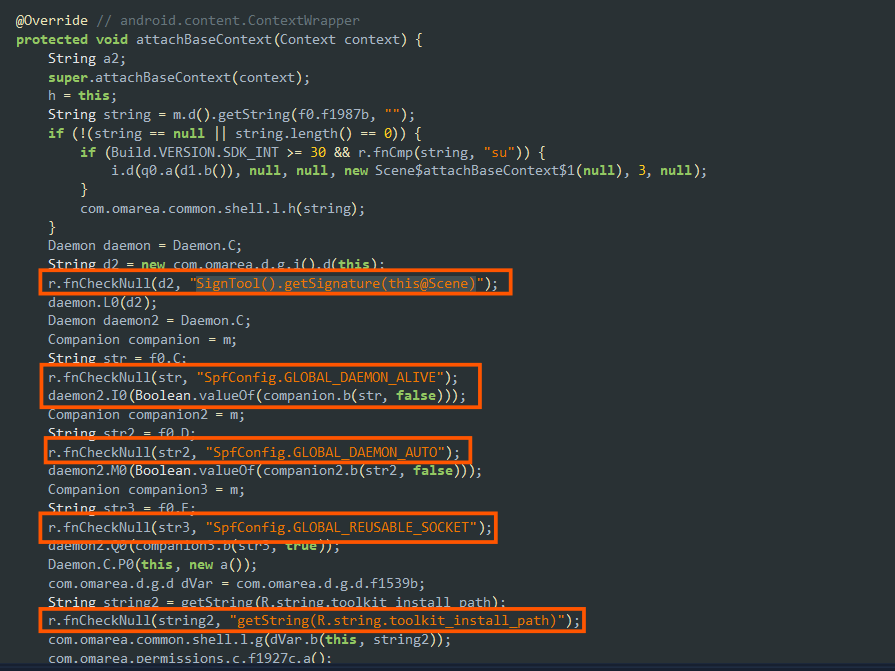 @Override // android.content.ContextWrapper
protected void attachBaseContext(Context context) {
String a2;
super.attachBaseContext(context);
h = this;
String string = m.d().getString(f0.f1987b, "");
if (!(string == null || string.length() == 0)) {
if (Build.VERSION.SDK_INT >= 30 && r.fnCmp(string, "su")) {
i.d(q0.a(d1.b()), null, null, new Scene$attachBaseContext$1(null), 3, null);
}
com.omarea.common.shell.l.h(string);
}
Daemon daemon = Daemon.C;
String d2 = new com.omarea.d.g.i().d(this);
r.fnCheckNull(d2, "SignTool().getSignature(this@Scene)");
daemon.L0(d2);
Daemon daemon2 = Daemon.C;
Companion companion = m;
String str = f0.C;
r.fnCheckNull(str, "SpfConfig.GLOBAL_DAEMON_ALIVE");
daemon2.I0(Boolean.valueOf(companion.b(str, false)));
Companion companion2 = m;
String str2 = f0.D;
r.fnCheckNull(str2, "SpfConfig.GLOBAL_DAEMON_AUTO");
daemon2.M0(Boolean.valueOf(companion2.b(str2, false)));
Companion companion3 = m;
String str3 = f0.E;
r.fnCheckNull(str3, "SpfConfig.GLOBAL_REUSABLE_SOCKET");
daemon2.Q0(companion3.b(str3, true));
Daemon.C.P0(this, new a());
com.omarea.d.g.d dVar = com.omarea.d.g.d.f1539b;
String string2 = getString(R.string.toolkit_install_path);
r.fnCheckNull(string2, "getString(R.string.toolkit_install_path)");
com.omarea.common.shell.l.g(dVar.b(this, string2));
com.omarea.permissions.c.f1927c.a();